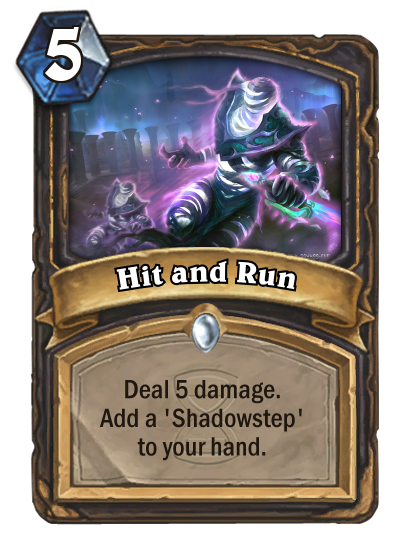 5
Hit and Run
Deal 5 damage.
Add a 'Shadowstep'
to your hand.